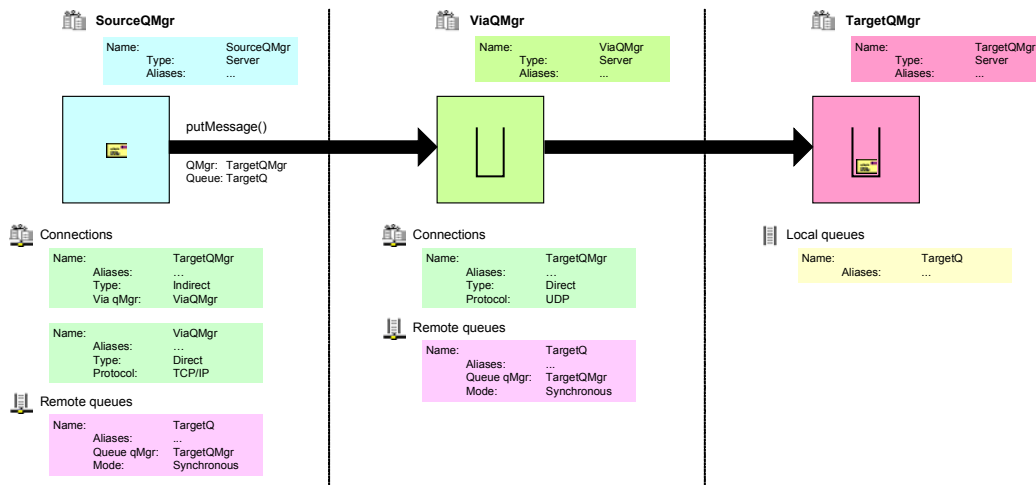 SourceQMgr
Name: SourceQMgr
Type: Server
Aliases: ...
putMessage()
QMgr: TargetQMgr
Queue: TargetQ
Connections
Name: TargetQMgr
Aliases: ...
Type: Indirect
Via qMgr: ViaQMgr
Name: ViaQMgr
Aliases: ...
Type: Direct
Protocol: TCP/IP
Remote queues
Name: TargetQ
Aliases: ...
Queue qMgr: TargetQMgr
Mode: Synchronous
ViaQMgr
Name: ViaQMgr
Type: Server
Aliases: ...
Connections
Name: TargetQMgr
Aliases: ...
Type: Direct
Protocol: UDP
Remote queues
Name: TargetQ
Aliases: ...
Queue qMgr: TargetQMgr
Mode: Synchronous
TargetQMgr
Name: TargetQMgr
Type: Server
Aliases: ...
Local queues
Name: TargetQ
Aliases: ...